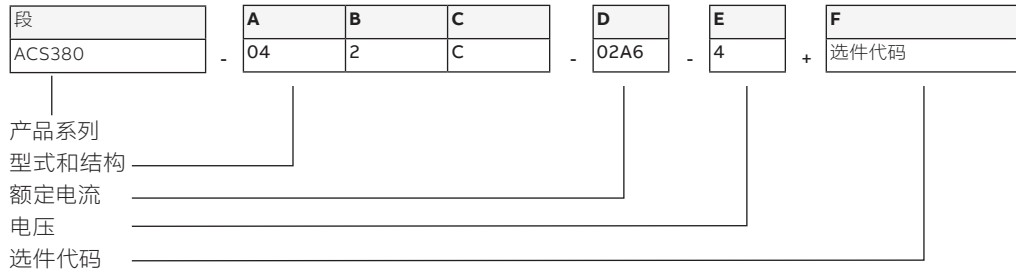 段 A B C D E F
ACS380 - 04 2 C - 02A6 - 4 + 选件代码
产品系列
型式和结构
额定电流
电压
选件代码